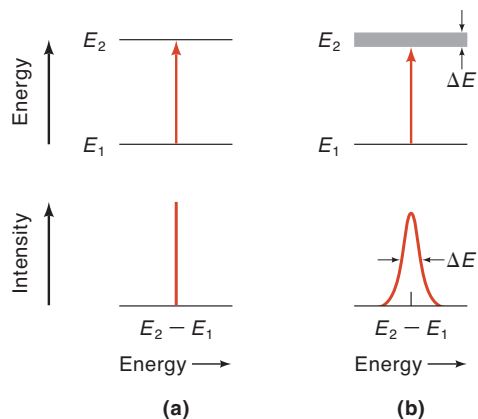 E₂
Energy
E₁
Intensity
E₂ − E₁
Energy
(a)
E₂
ΔE
E₁
ΔE
E₂ − E₁
Energy
(b)